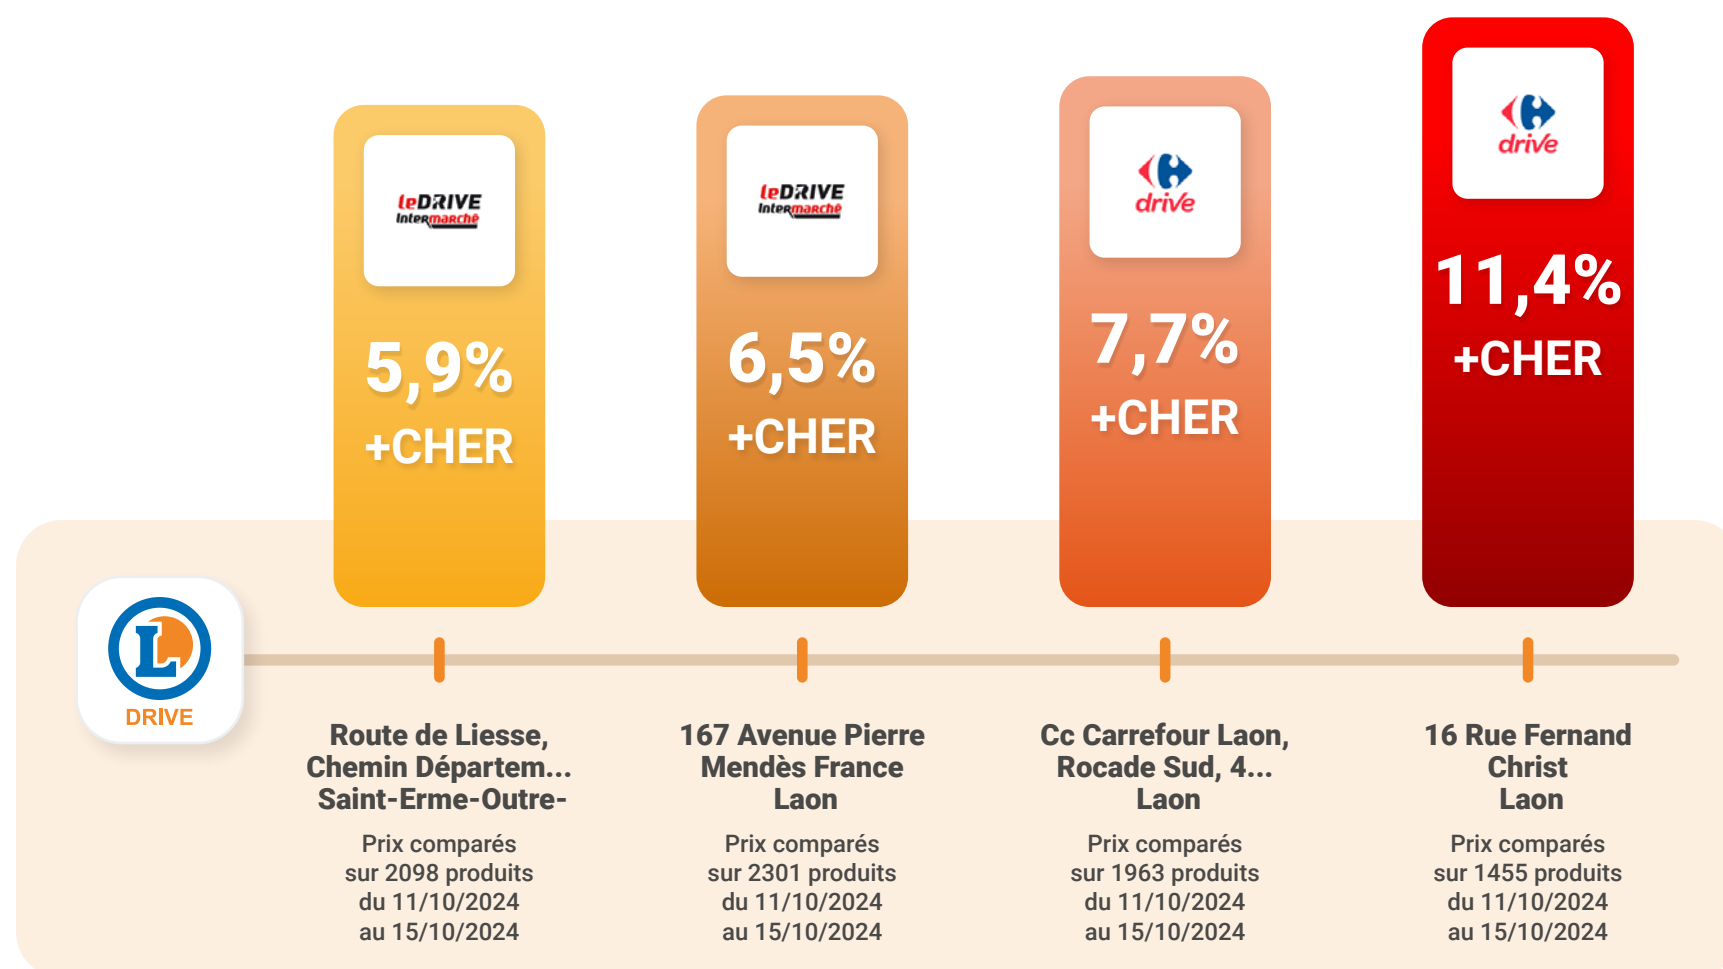 leDRIVE
Intermarché
5,9%
+CHER
leDRIVE
Intermarché
6,5%
+CHER
drive
7,7%
+CHER
drive
11,4%
+CHER
L
DRIVE
Route de Liesse,
Chemin Départem...
Saint-Erme-Outre-
Prix comparés
sur 2098 produits
du 11/10/2024
au 15/10/2024
167 Avenue Pierre
Mendès France
Laon
Prix comparés
sur 2301 produits
du 11/10/2024
au 15/10/2024
Cc Carrefour Laon,
Rocade Sud, 4...
Laon
Prix comparés
sur 1963 produits
du 11/10/2024
au 15/10/2024
16 Rue Fernand
Christ
Laon
Prix comparés
sur 1455 produits
du 11/10/2024
au 15/10/2024